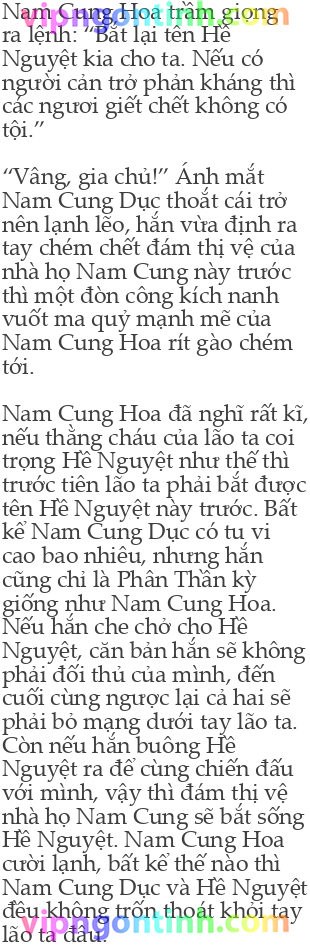 Nam Cung Hoa trầm giọng
vipngontinh.com
ra lệnh: “Bắt lại tên Hề
Nguyệt kia cho ta. Nếu có
người cản trở phản kháng thì
các ngươi giết chết không có
tội.”
“Vâng, gia chủ!” Ánh mắt
Nam Cung Dục thoắt cái trở
nên lạnh lẽo, hắn vừa định ra
tay chém chết đám thị vệ của
nhà họ Nam Cung này trước
thì một đòn công kích nanh
vuốt ma quỷ mạnh mẽ của
Nam Cung Hoa rít gào chém
tới.
Nam Cung Hoa đã nghĩ rất kĩ,
nếu thằng cháu của lão ta coi
trọng Hề Nguyệt như thế thì
trước tiên lão ta phải bắt được
tên Hề Nguyệt này trước. Bất
kể Nam Cung Dục có tu vi
cao bao nhiêu, nhưng hắn
cũng chỉ là Phân Thần kỳ
giống như Nam Cung Hoa.
Nếu hắn che chở cho Hề
Nguyệt, căn bản hắn sẽ không
phải đối thủ của mình, đến
cuối cùng ngược lại cả hai sẽ
phải bỏ mạng dưới tay lão ta.
Còn nếu hắn buông Hề
Nguyệt ra để cùng chiến đấu
với mình, vậy thì đám thị vệ
nhà họ Nam Cung sẽ bắt sống
Hề Nguyệt. Nam Cung Hoa
cười lạnh, bất kể thế nào thì
Nam Cung Dục và Hề Nguyệt
đều không trốn thoát khỏi tay
vipngontinh.com
lão ta đâu.